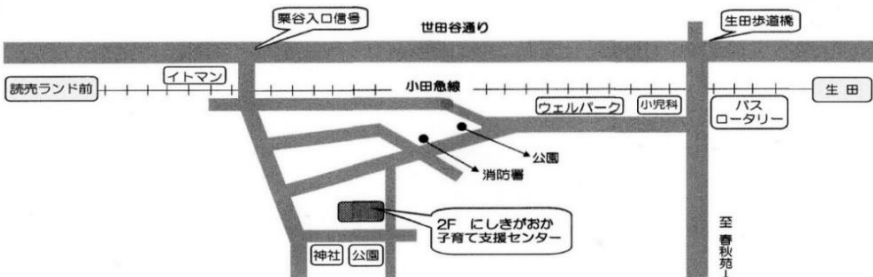 栗谷入口信号
世田谷通り
生田歩道橋
イトマン
読売ランド前
小田急線
ウェルパーク
小児科
バス
ロータリー
生田
公園
消防署
2F にしきがおか
子育て支援センター
神社
公園
至 春秋苑